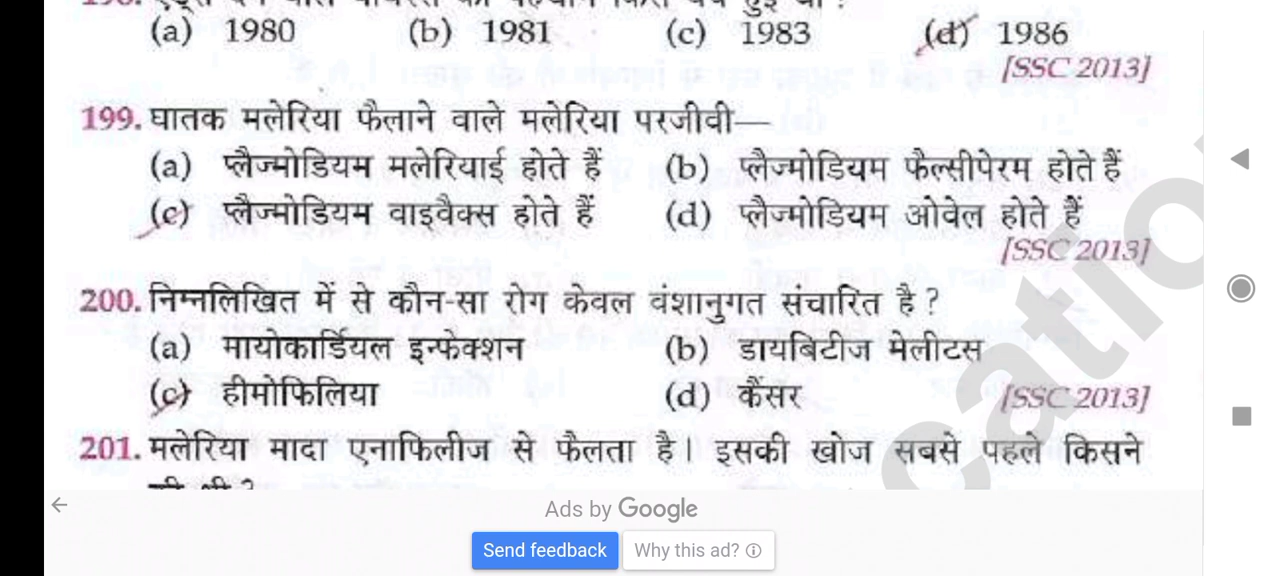 (a) 1980 (b) 1981 (c) 1983 (d) 1986
[SSC 2013]
199. घातक मलेरिया फैलाने वाले मलेरिया परजीवी—
(a) प्लैज्मोडियम मलेरियाई होते हैं (b) प्लैज्मोडियम फैल्सीपेरम होते हैं
(c) प्लैज्मोडियम वाइवैक्स होते हैं (d) प्लैज्मोडियम ओवेल होते हैं
[SSC 2013]
200. निम्नलिखित में से कौन-सा रोग केवल वंशानुगत संचारित है ?
(a) मायोकार्डियल इन्फेक्शन (b) डायबिटीज मेलीटस
(c) हीमोफिलिया (d) कैंसर [SSC 2013]
201. मलेरिया मादा एनाफिलीज से फैलता है। इसकी खोज सबसे पहले किसने
Ads by Google
Send feedback Why this ad?